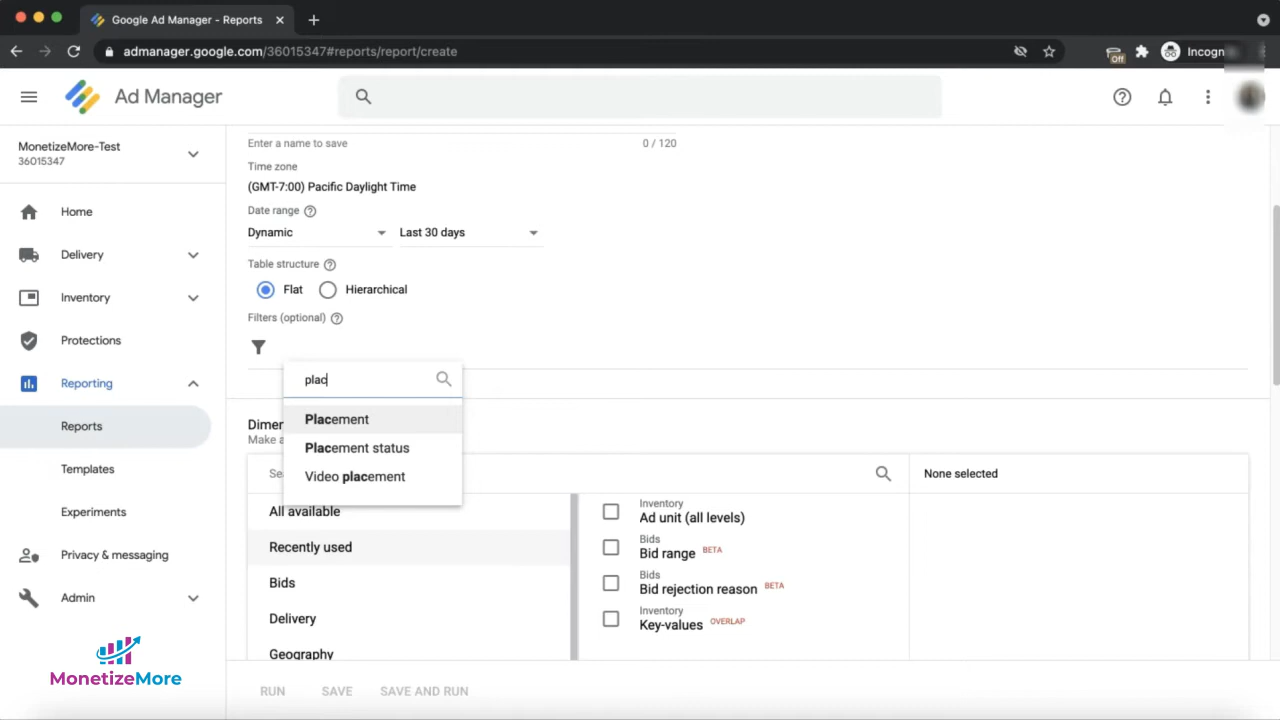 Google Ad Manager - Reports
admanager.google.com/36015347#reports/report/create
Off
Incogn
Ad Manager
MonetizeMore-Test
36015347
Home
Delivery
Inventory
Protections
Reporting
Reports
Templates
Experiments
Privacy & messaging
Admin
MonetizeMore
Enter a name to save 0 / 120
Time zone
(GMT-7:00) Pacific Daylight Time
Date range
Dynamic Last 30 days
Table structure
Flat Hierarchical
Filters (optional)
plac
Placement
Placement status
Video placement
Dimen
Make a
Sea
None selected
All available
Recently used
Bids
Delivery
Geography
Inventory
Ad unit (all levels)
Bids
Bid range BETA
Bids
Bid rejection reason BETA
Inventory
Key-values OVERLAP
RUN SAVE SAVE AND RUN